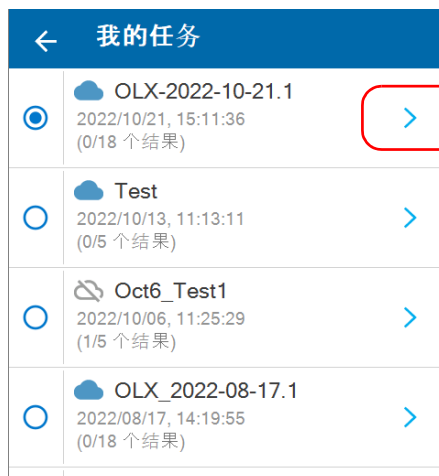 我的任务
OLX-2022-10-21.1
2022/10/21, 15:11:36
(0/18 个结果)
Test
2022/10/13, 11:13:11
(0/5 个结果)
Oct6_Test1
2022/10/06, 11:25:29
(1/5 个结果)
OLX_2022-08-17.1
2022/08/17, 14:19:55
(0/18 个结果)